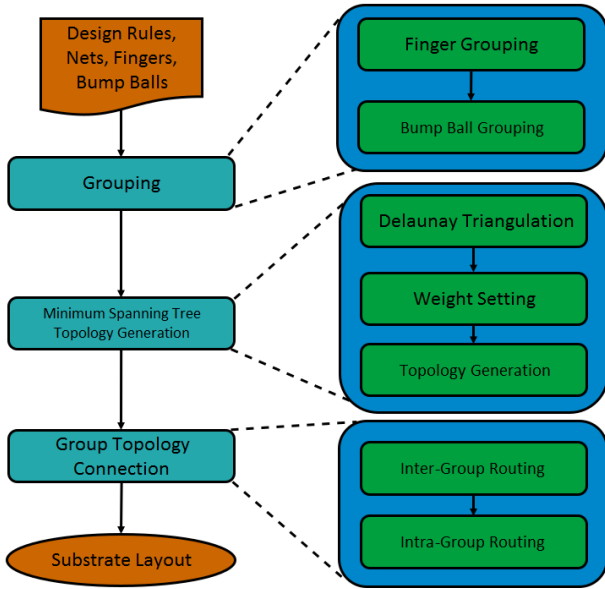 Design Rules,
Nets, Fingers,
Bump Balls
Grouping
Minimum Spanning Tree
Topology Generation
Group Topology
Connection
Substrate Layout
Finger Grouping
Bump Ball Grouping
Delaunay Triangulation
Weight Setting
Topology Generation
Inter-Group Routing
Intra-Group Routing